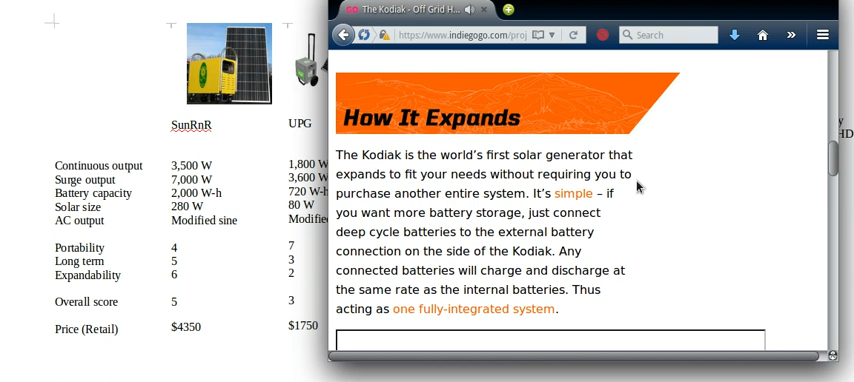 The Kodiak - Off Grid H...
https://www.indiegogo.com/proj
Search
SunRnR
UPG
Continuous output 3,500 W 1,800 W
Surge output 7,000 W 3,600 W
Battery capacity 2,000 W-h 720 W-h
Solar size 280 W 80 W
AC output Modified sine Modifie
Portability 4 7
Long term 5 3
Expandability 6 2
Overall score 5 3
Price (Retail) $4350 $1750
How It Expands
The Kodiak is the world's first solar generator that
expands to fit your needs without requiring you to
purchase another entire system. It's simple – if
you want more battery storage, just connect
deep cycle batteries to the external battery
connection on the side of the Kodiak. Any
connected batteries will charge and discharge at
the same rate as the internal batteries. Thus
acting as one fully-integrated system.
y
HD